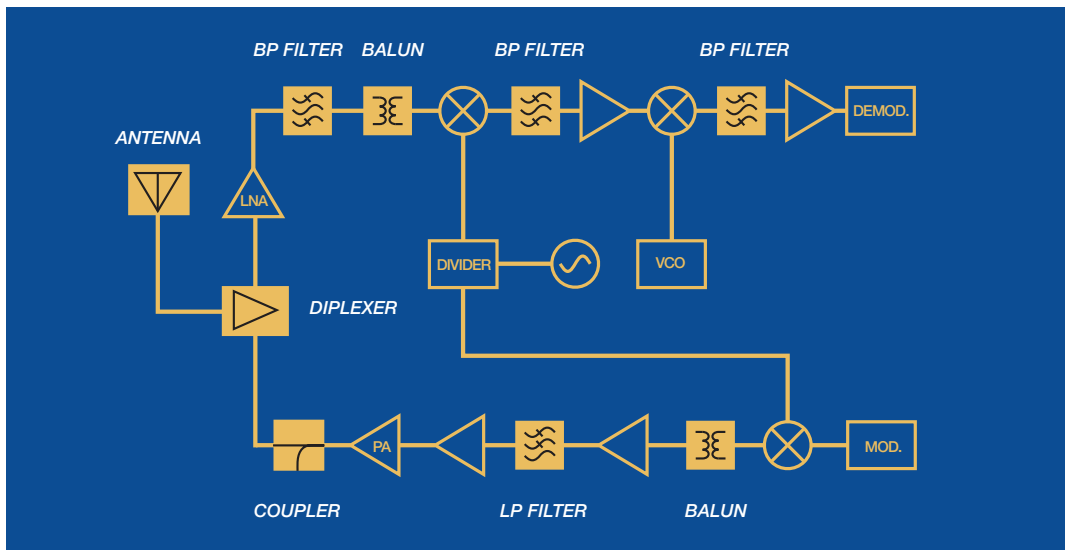 BP FILTER
BALUN
BP FILTER
BP FILTER
DEMOD.
ANTENNA
LNA
DIVIDER
VCO
DIPLEXER
PA
MOD.
COUPLER
LP FILTER
BALUN